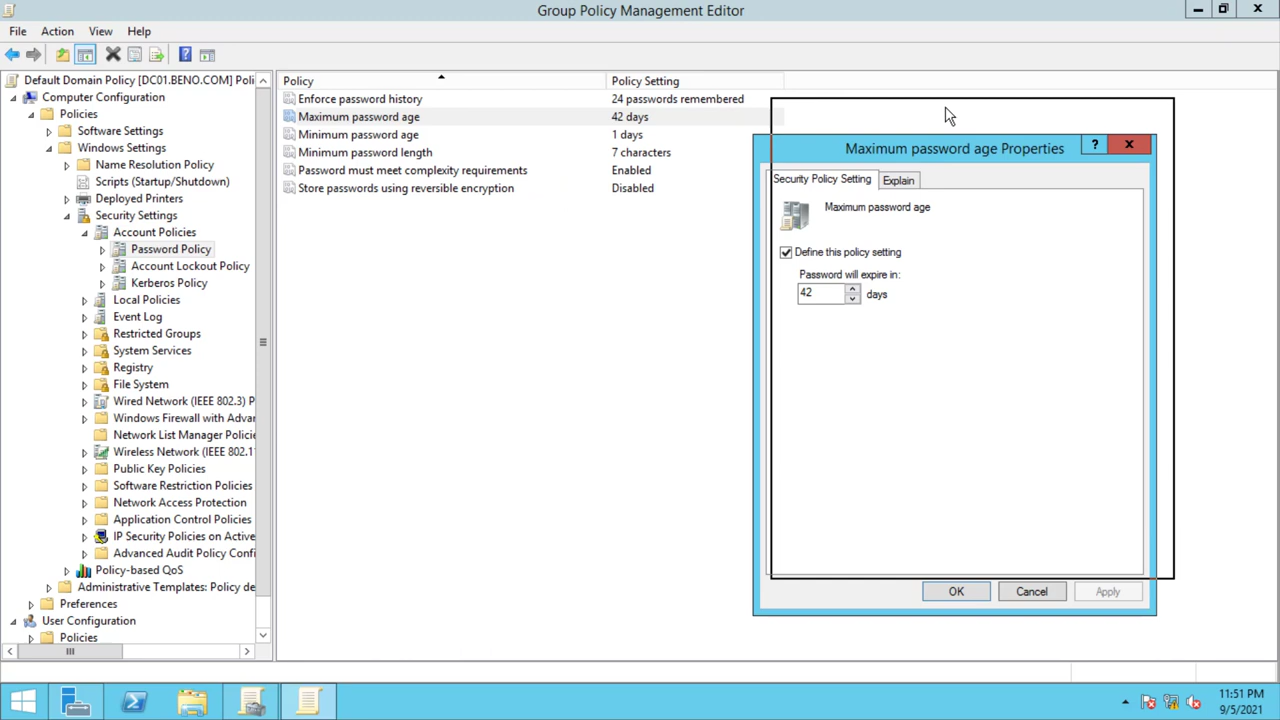 Group Policy Management Editor
File Action View Help
Default Domain Policy [DC01.BENO.COM] Poli
Computer Configuration
Policies
Software Settings
Windows Settings
Name Resolution Policy
Scripts (Startup/Shutdown)
Deployed Printers
Security Settings
Account Policies
Password Policy
Account Lockout Policy
Kerberos Policy
Local Policies
Event Log
Restricted Groups
System Services
Registry
File System
Wired Network (IEEE 802.3) P
Windows Firewall with Advar
Network List Manager Policie
Wireless Network (IEEE 802.11
Public Key Policies
Software Restriction Policies
Network Access Protection
Application Control Policies
IP Security Policies on Active
Advanced Audit Policy Confi
Policy-based QoS
Administrative Templates: Policy de
Preferences
User Configuration
Policies
Policy Policy Setting
Enforce password history 24 passwords remembered
Maximum password age 42 days
Minimum password age 1 days
Minimum password length 7 characters
Password must meet complexity requirements Enabled
Store passwords using reversible encryption Disabled
Maximum password age Properties
Security Policy Setting Explain
Maximum password age
Define this policy setting
Password will expire in:
42 days
OK Cancel Apply
11:51 PM
9/5/2021